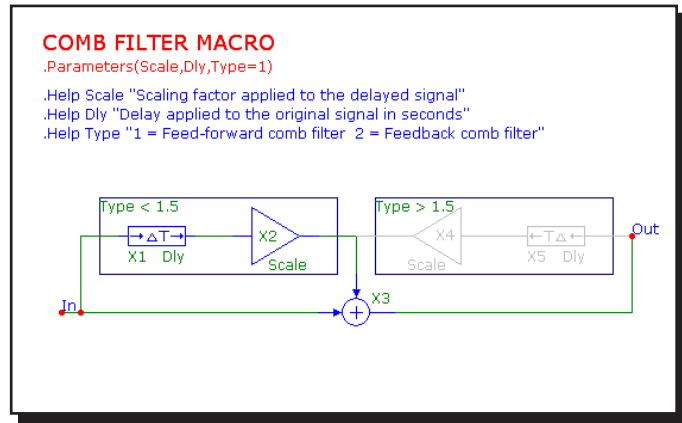 COMB FILTER MACRO
.Parameters(Scale,Dly,Type=1)
.Help Scale "Scaling factor applied to the delayed signal"
.Help Dly "Delay applied to the original signal in seconds"
.Help Type "1 = Feed-forward comb filter  2 = Feedback comb filter"
Type < 1.5
Type > 1.5
ΔT
X2
X4
TΔ
Out
X1 Dly
Scale
Scale
X5 Dly
In
X3
+